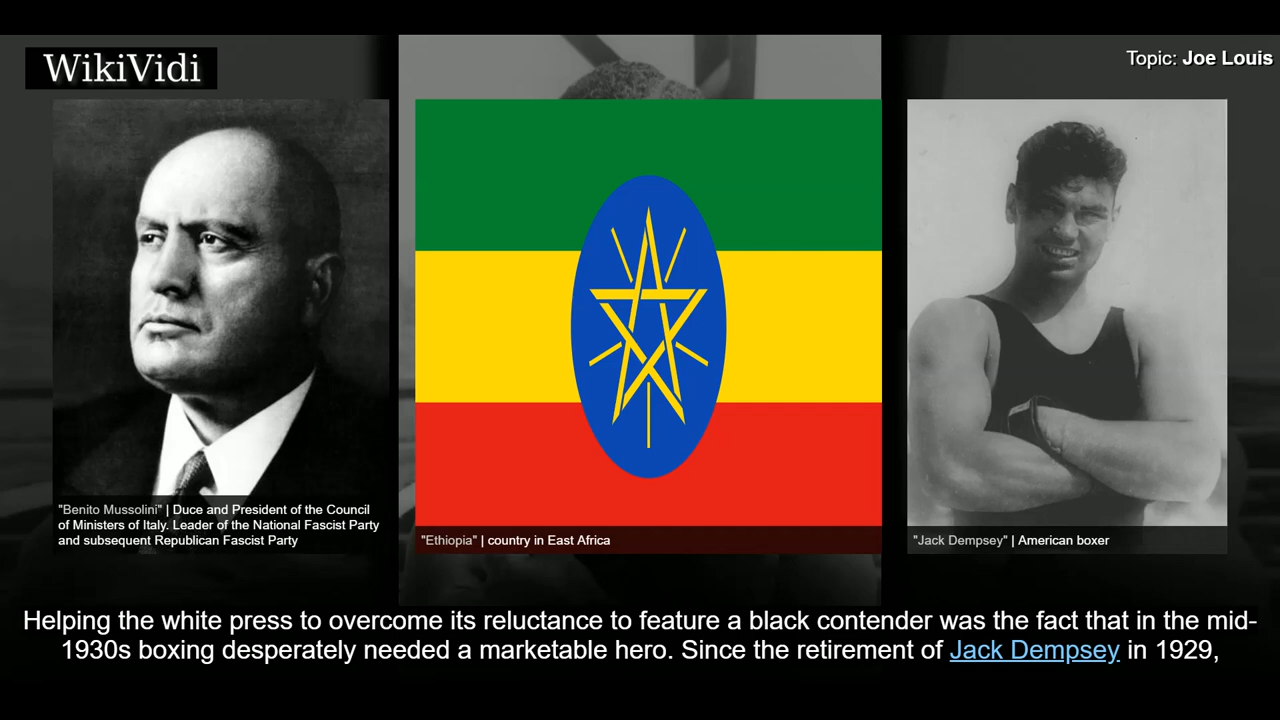 WikiVidi
Topic: Joe Louis
"Benito Mussolini" | Duce and President of the Council
of Ministers of Italy. Leader of the National Fascist Party
and subsequent Republican Fascist Party
"Ethiopia" | country in East Africa
"Jack Dempsey" | American boxer
Helping the white press to overcome its reluctance to feature a black contender was the fact that in the mid-
1930s boxing desperately needed a marketable hero. Since the retirement of Jack Dempsey in 1929,